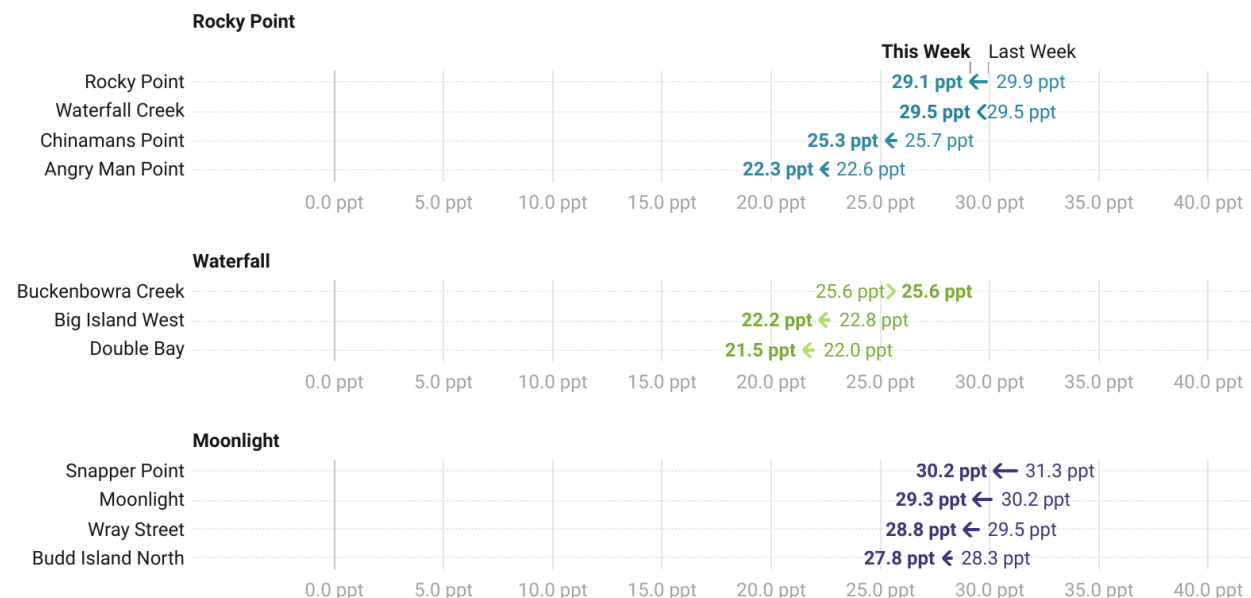 Rocky Point
This Week Last Week
Rocky Point 29.1 ppt 29.9 ppt
Waterfall Creek 29.5 ppt 29.5 ppt
Chinamans Point 25.3 ppt 25.7 ppt
Angry Man Point 22.3 ppt 22.6 ppt
0.0 ppt 5.0 ppt 10.0 ppt 15.0 ppt 20.0 ppt 25.0 ppt 30.0 ppt 35.0 ppt 40.0 ppt
Waterfall
Buckenbowra Creek 25.6 ppt 25.6 ppt
Big Island West 22.2 ppt 22.8 ppt
Double Bay 21.5 ppt 22.0 ppt
0.0 ppt 5.0 ppt 10.0 ppt 15.0 ppt 20.0 ppt 25.0 ppt 30.0 ppt 35.0 ppt 40.0 ppt
Moonlight
Snapper Point 30.2 ppt 31.3 ppt
Moonlight 29.3 ppt 30.2 ppt
Wray Street 28.8 ppt 29.5 ppt
Budd Island North 27.8 ppt 28.3 ppt
0.0 ppt 5.0 ppt 10.0 ppt 15.0 ppt 20.0 ppt 25.0 ppt 30.0 ppt 35.0 ppt 40.0 ppt